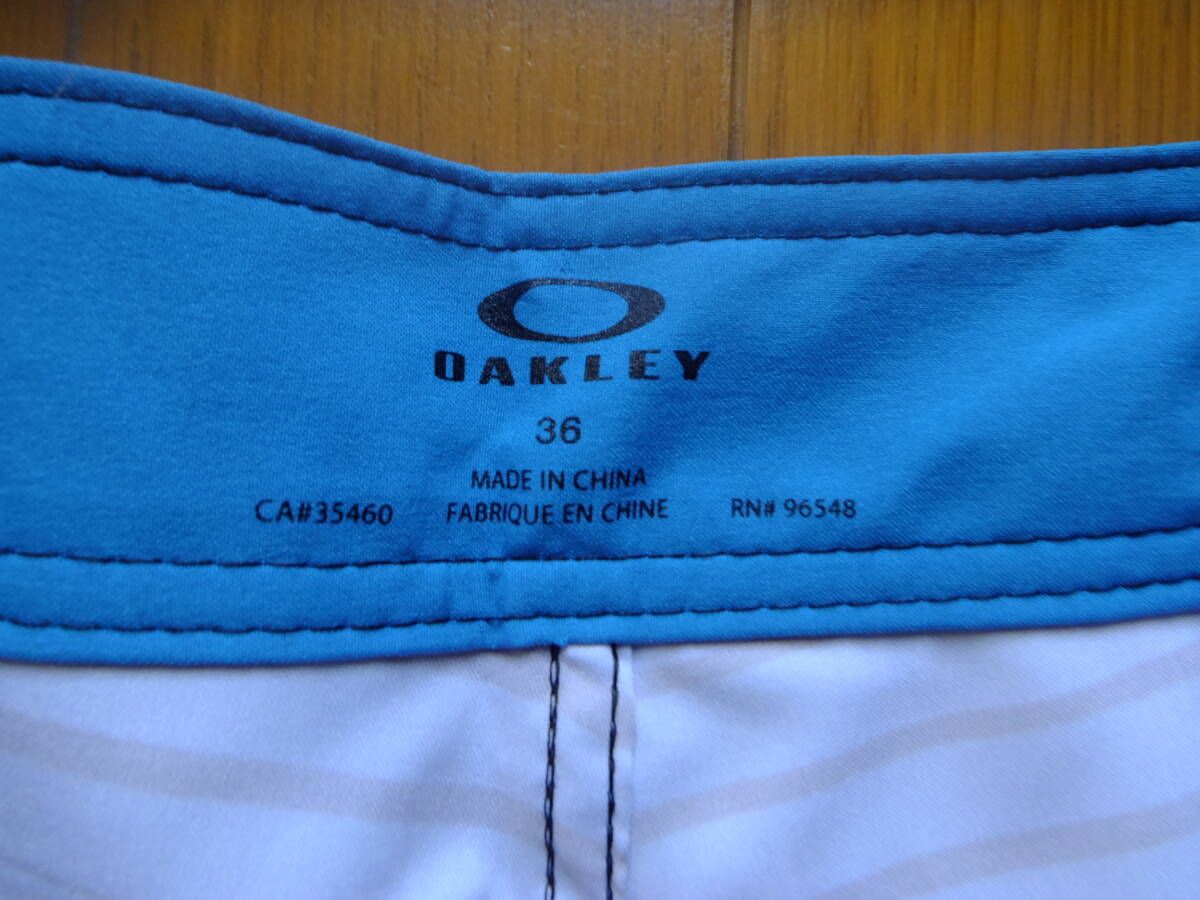 OAKLEY
36
MADE IN CHINA
CA#35460 FABRIQUE EN CHINE RN# 96548